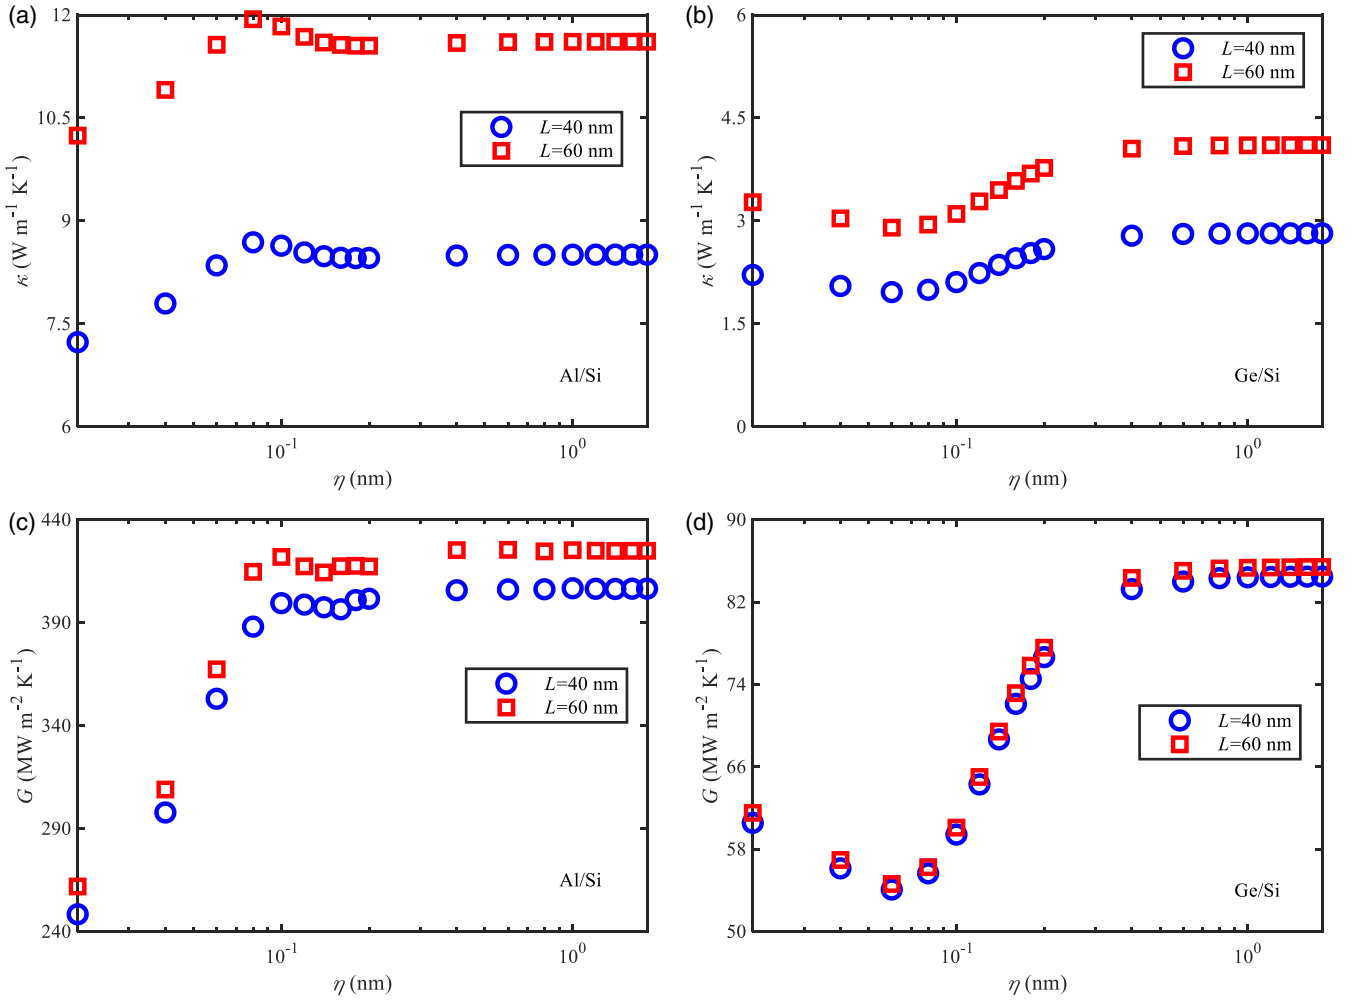 (a)
12
10.5
9
7.5
6
κ (W m⁻¹ K⁻¹)
L=40 nm
L=60 nm
Al/Si
10⁻¹
10⁰
η (nm)
(b)
6
4.5
3
1.5
0
κ (W m⁻¹ K⁻¹)
L=40 nm
L=60 nm
Ge/Si
10⁻¹
10⁰
η (nm)
(c)
440
390
340
290
240
G (MW m⁻² K⁻¹)
L=40 nm
L=60 nm
Al/Si
10⁻¹
10⁰
η (nm)
(d)
90
82
74
66
58
50
G (MW m⁻² K⁻¹)
L=40 nm
L=60 nm
Ge/Si
10⁻¹
10⁰
η (nm)